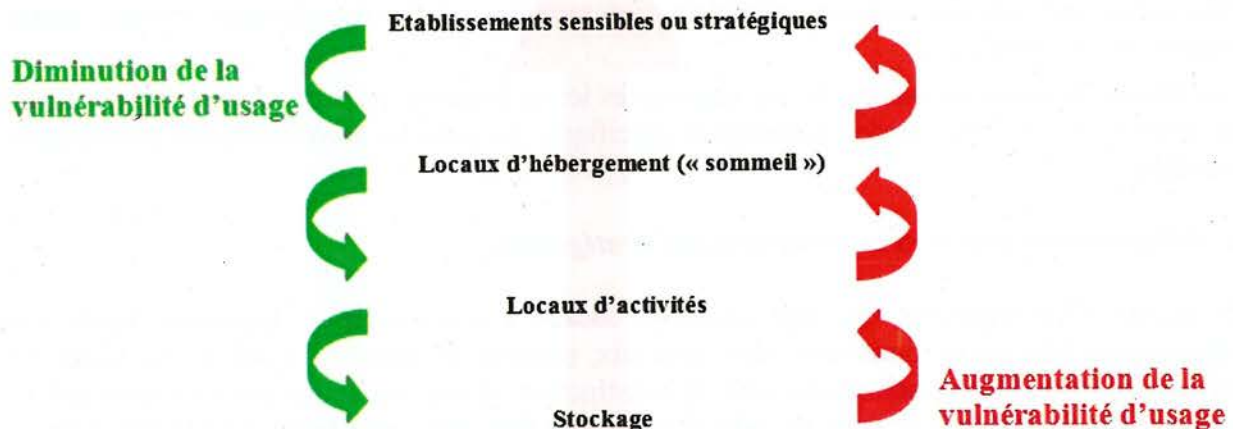 Etablissements sensibles ou stratégiques
Diminution de la
vulnérabilité d’usage
Locaux d’hébergement (« sommeil »)
Locaux d’activités
Augmentation de la
vulnérabilité d’usage
Stockage